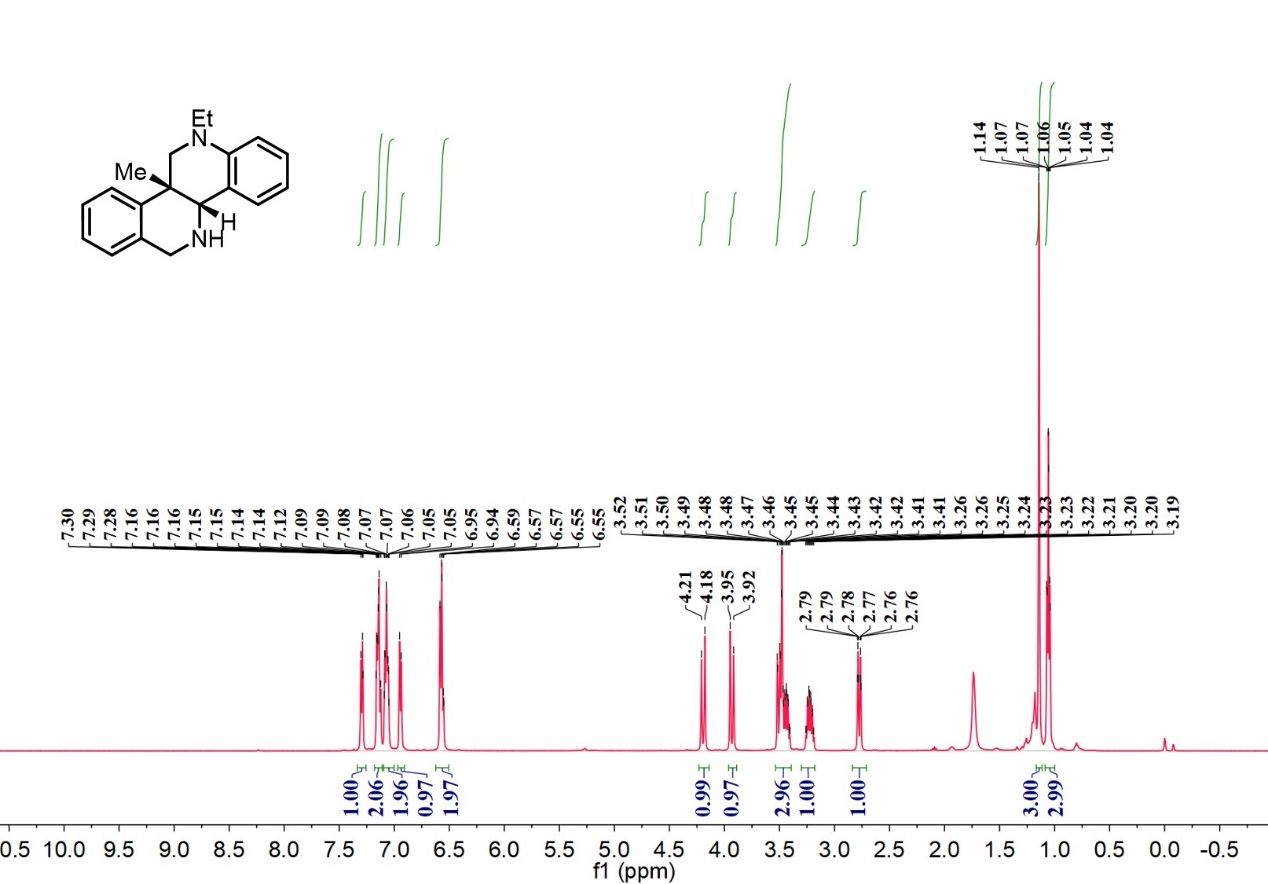 Et
N
Me
H
NH
1.14 1.07 1.07 1.06 1.05 1.04 1.04
7.30 7.29 7.28 7.16 7.16 7.16 7.15 7.15 7.14 7.14 7.12 7.09 7.09 7.08 7.07 7.07 7.06 7.05 7.05 6.95 6.94 6.59 6.57 6.57 6.55 6.55
3.52 3.51 3.50 3.49 3.48 3.48 3.47 3.46 3.45 3.45 3.44 3.43 3.42 3.42 3.41 3.41 3.26 3.26 3.25 3.24 3.23 3.23 3.22 3.21 3.20 3.20 3.19
4.21 4.18 3.95 3.92
2.79 2.79 2.78 2.77 2.76 2.76
1.00 2.06 1.96 0.97 1.97 0.99 0.97 2.96 1.00 1.00 3.00 2.99
0.5 10.0 9.5 9.0 8.5 8.0 7.5 7.0 6.5 6.0 5.5 5.0 4.5 4.0 3.5 3.0 2.5 2.0 1.5 1.0 0.5 0.0 -0.5
f1 (ppm)